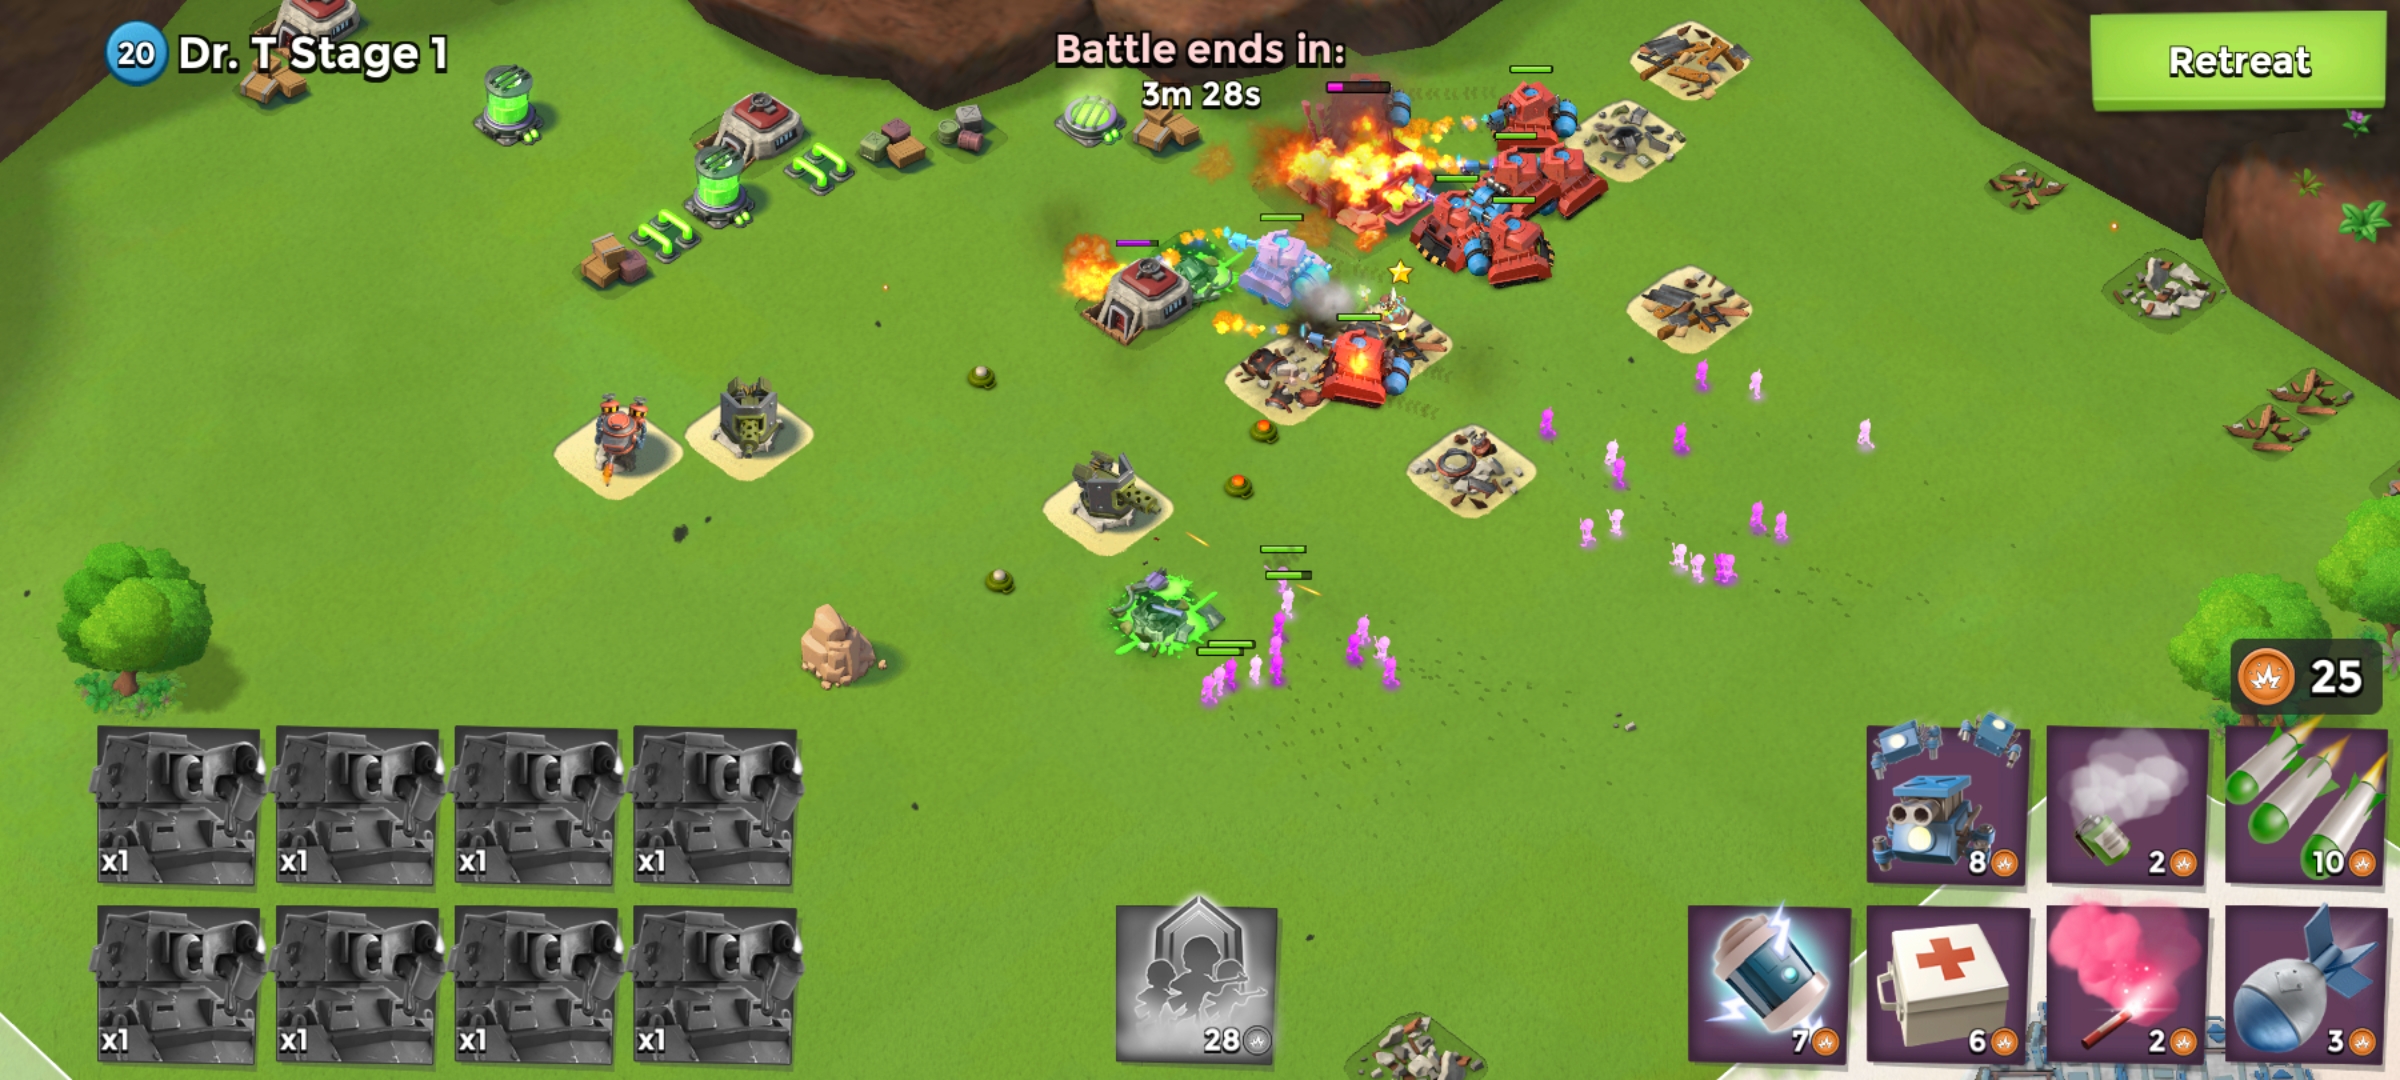 20 Dr. T Stage 1
Battle ends in:
3m 28s
Retreat
25
x1 x1 x1 x1
8 2 10
x1 x1 x1 x1
28
7 6 2 3